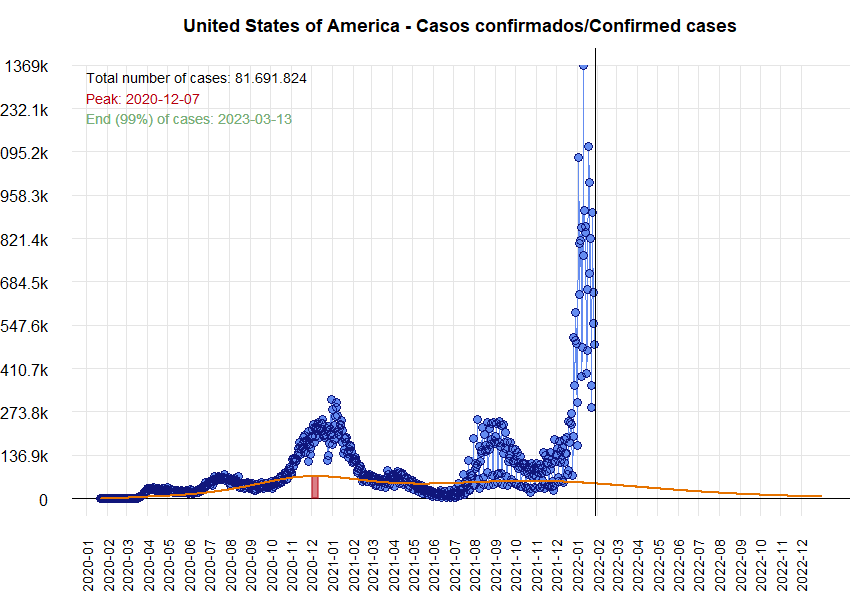 United States of America - Casos confirmados/Confirmed cases
Total number of cases: 81.691.824
Peak: 2020-12-07
End (99%) of cases: 2023-03-13
1369k
232.1k
095.2k
958.3k
821.4k
684.5k
547.6k
410.7k
273.8k
136.9k
0
2020-01
2020-02
2020-03
2020-04
2020-05
2020-06
2020-07
2020-08
2020-09
2020-10
2020-11
2020-12
2021-01
2021-02
2021-03
2021-04
2021-05
2021-06
2021-07
2021-08
2021-09
2021-10
2021-11
2021-12
2022-01
2022-02
2022-03
2022-04
2022-05
2022-06
2022-07
2022-08
2022-09
2022-10
2022-11
2022-12